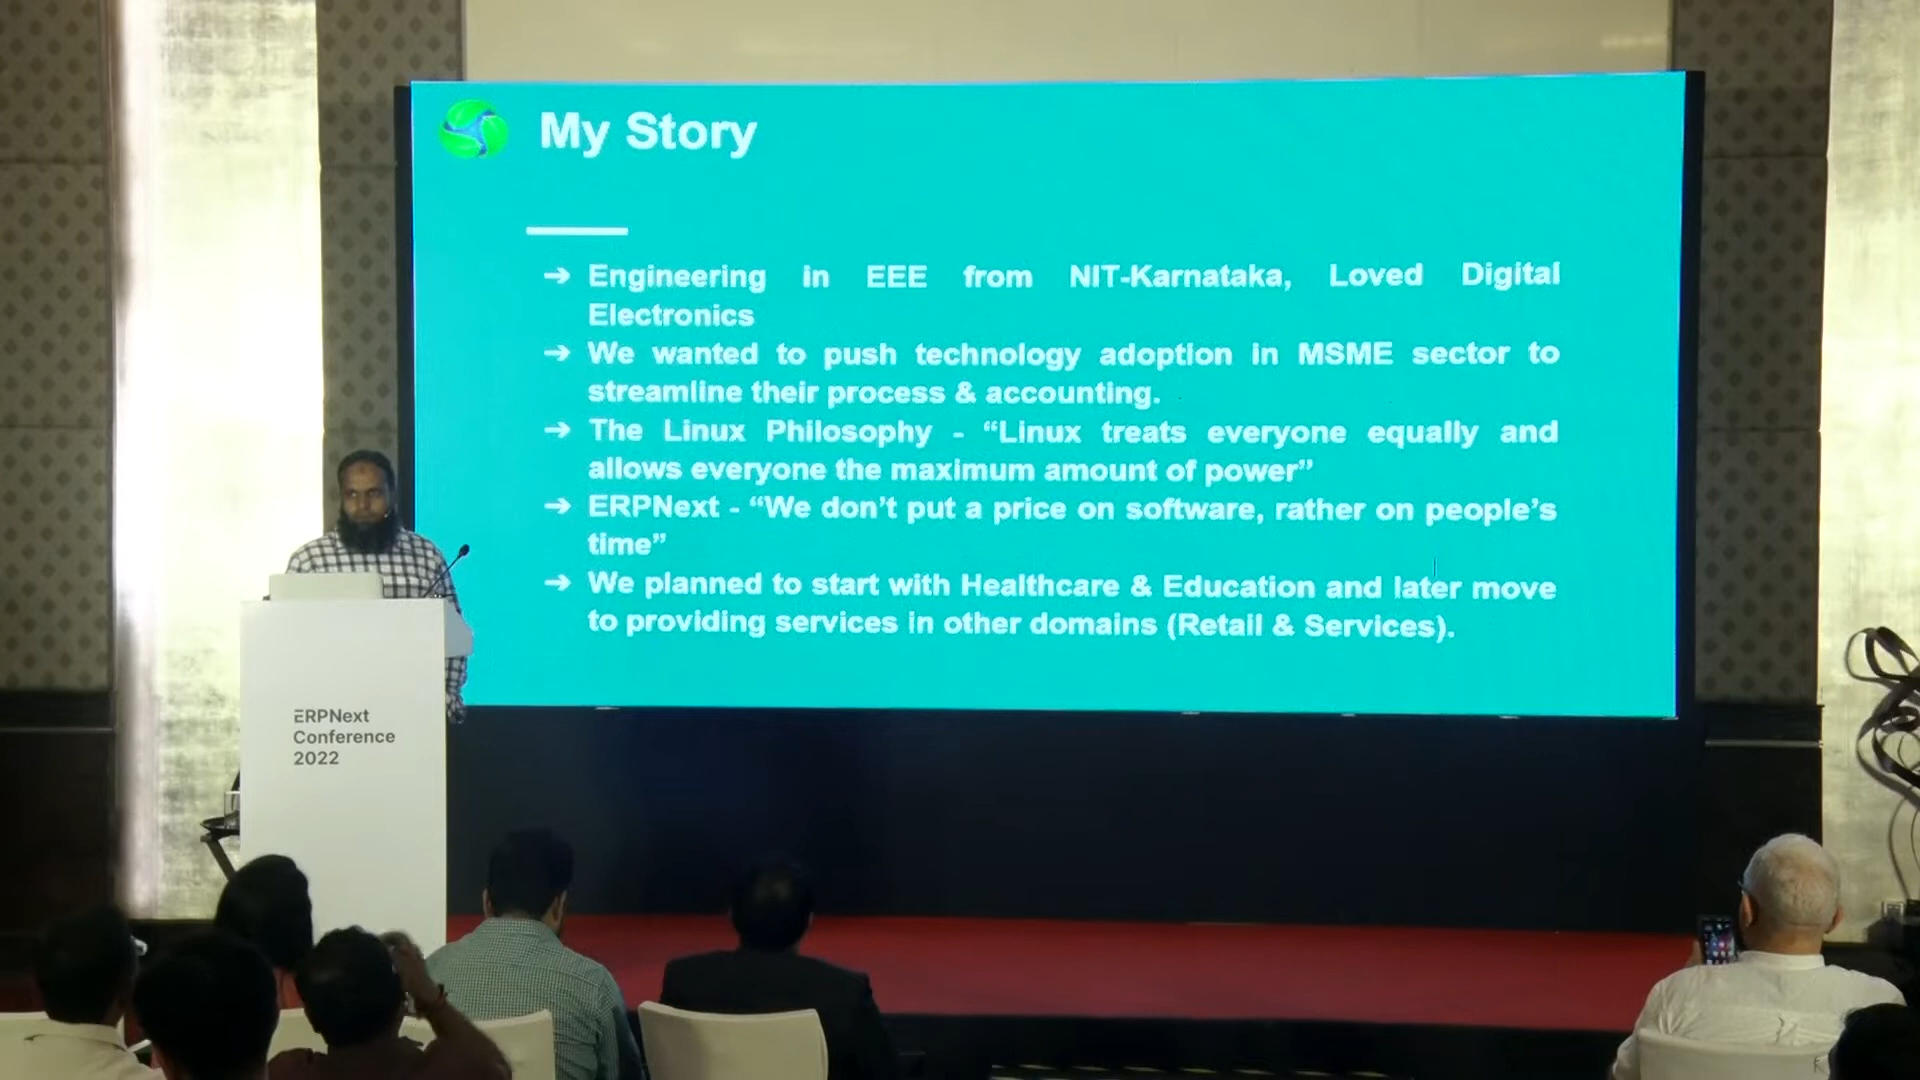 My Story
➔ Engineering in EEE from NIT-Karnataka, Loved Digital
Electronics
➔ We wanted to push technology adoption in MSME sector to
streamline their process & accounting.
➔ The Linux Philosophy - “Linux treats everyone equally and
allows everyone the maximum amount of power”
➔ ERPNext - “We don’t put a price on software, rather on people’s
time”
➔ We planned to start with Healthcare & Education and later move
to providing services in other domains (Retail & Services).
ERPNext
Conference
2022